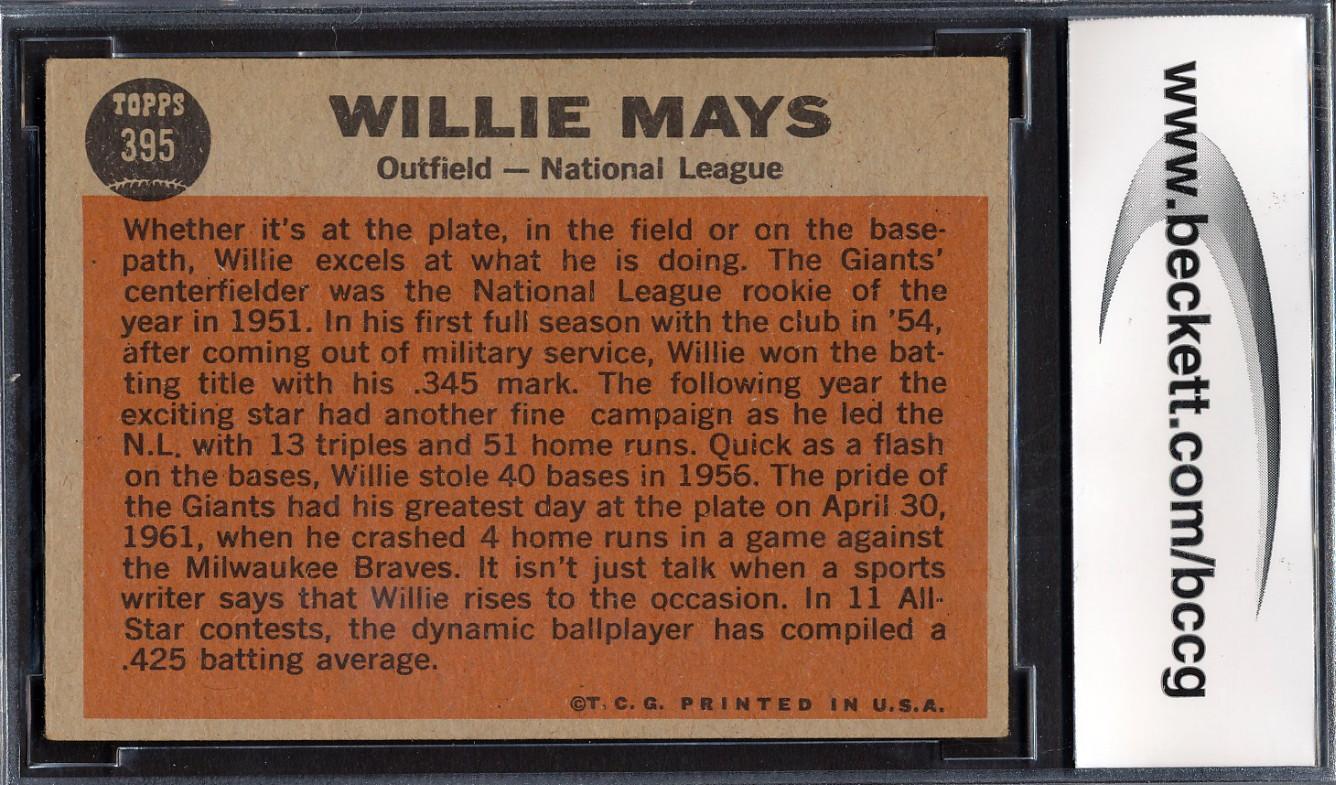 TOPPS
395
WILLIE MAYS
Outfield — National League
Whether it's at the plate, in the field or on the base-
path, Willie excels at what he is doing. The Giants'
centerfielder was the National League rookie of the
year in 1951. In his first full season with the club in '54,
after coming out of military service, Willie won the bat-
ting title with his .345 mark. The following year the
exciting star had another fine campaign as he led the
N.L. with 13 triples and 51 home runs. Quick as a flash
on the bases, Willie stole 40 bases in 1956. The pride of
the Giants had his greatest day at the plate on April 30,
1961, when he crashed 4 home runs in a game against
the Milwaukee Braves. It isn't just talk when a sports
writer says that Willie rises to the occasion. In 11 All-
Star contests, the dynamic ballplayer has compiled a
.425 batting average.
©T.C.G. PRINTED IN U.S.A.
www.beckett.com/bccg